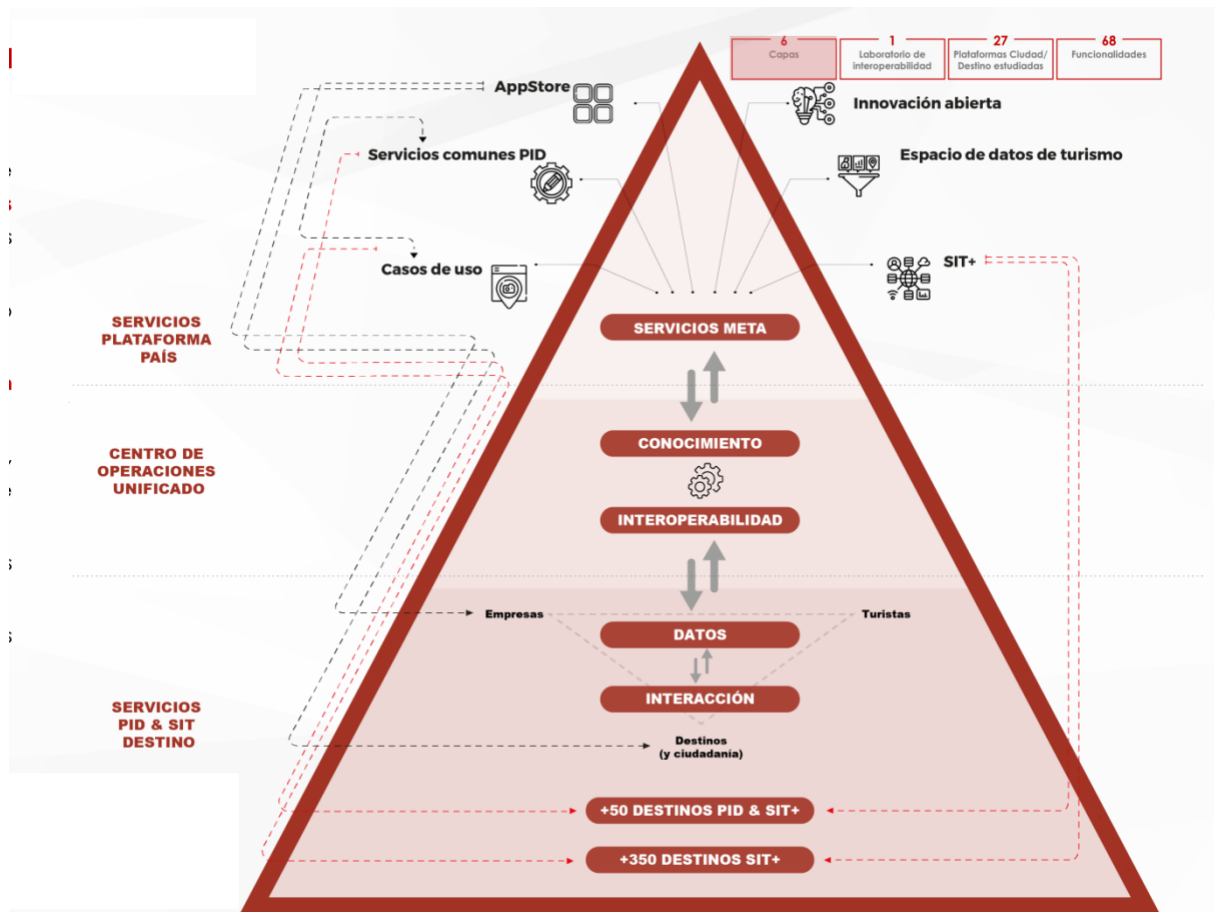 6
Capas
1
Laboratorio de
interoperabilidad
27
Plataformas Ciudad/
Destino estudiadas
68
Funcionalidades
AppStore
Innovación abierta
Servicios comunes PID
Espacio de datos de turismo
Casos de uso
SIT+
SERVICIOS
PLATAFORMA
PAÍS
SERVICIOS META
CENTRO DE
OPERACIONES
UNIFICADO
CONOCIMIENTO
INTEROPERABILIDAD
Empresas
Turistas
DATOS
INTERACCIÓN
SERVICIOS
PID & SIT
DESTINO
Destinos
(y ciudadanía)
+50 DESTINOS PID & SIT+
+350 DESTINOS SIT+